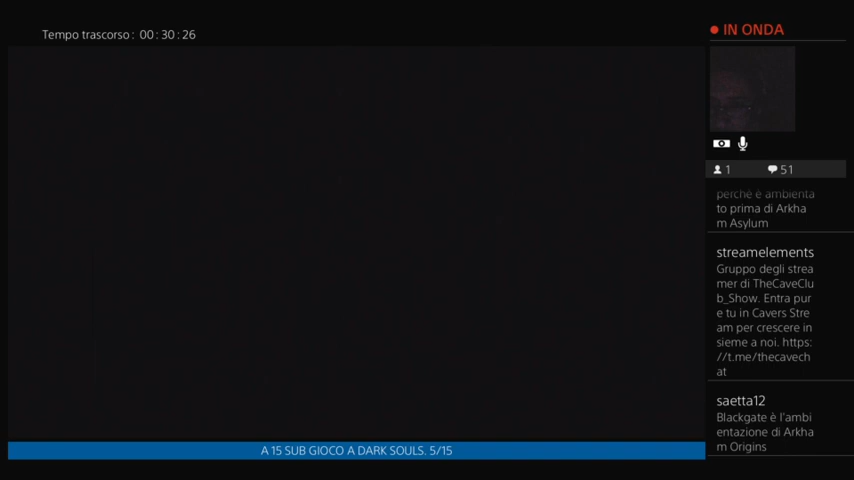 Tempo trascorso: 00:30:26
IN ONDA
1 51
perchè è ambienta
to prima di Arkha
m Asylum
streamelements
Gruppo degli strea
mer di TheCaveClu
b_Show. Entra pur
e tu in Cavers Stre
am per crescere in
sieme a noi. https:
//t.me/thecavech
at
saetta12
Blackgate è l'ambi
entazione di Arkha
m Origins
A 15 SUB GIOCO A DARK SOULS. 5/15